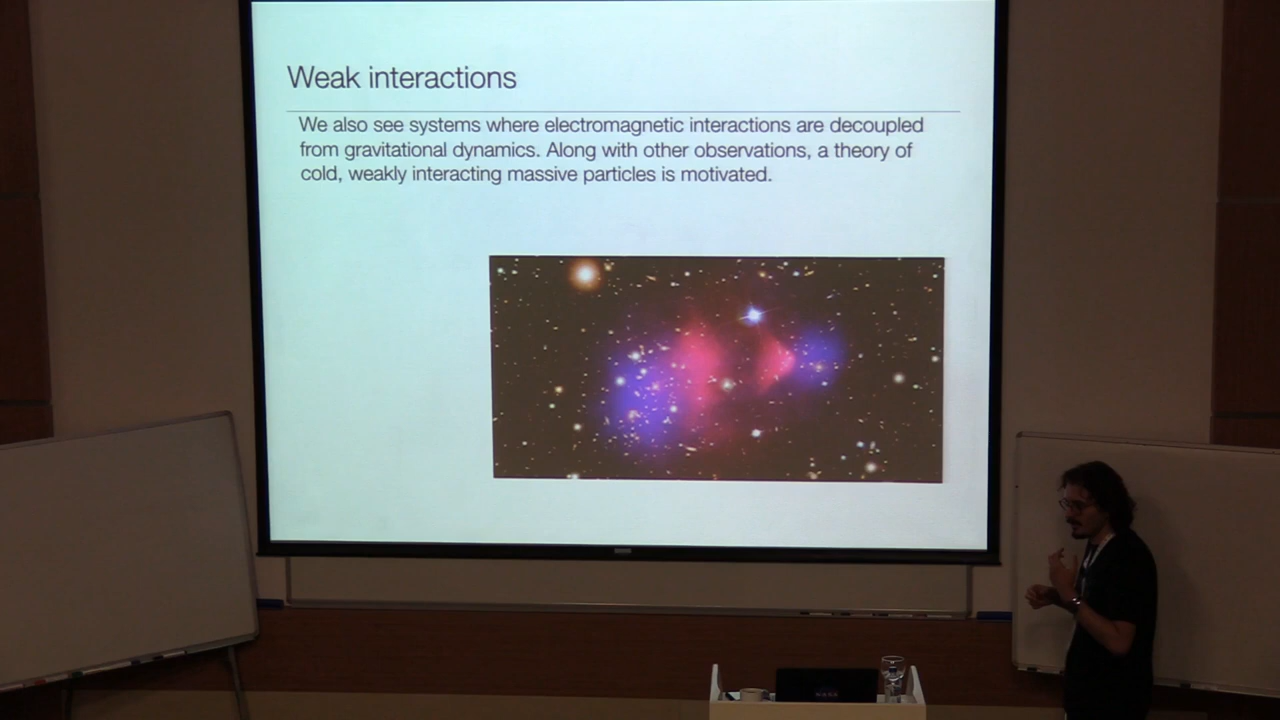 Weak interactions
We also see systems where electromagnetic interactions are decoupled
from gravitational dynamics. Along with other observations, a theory of
cold, weakly interacting massive particles is motivated.